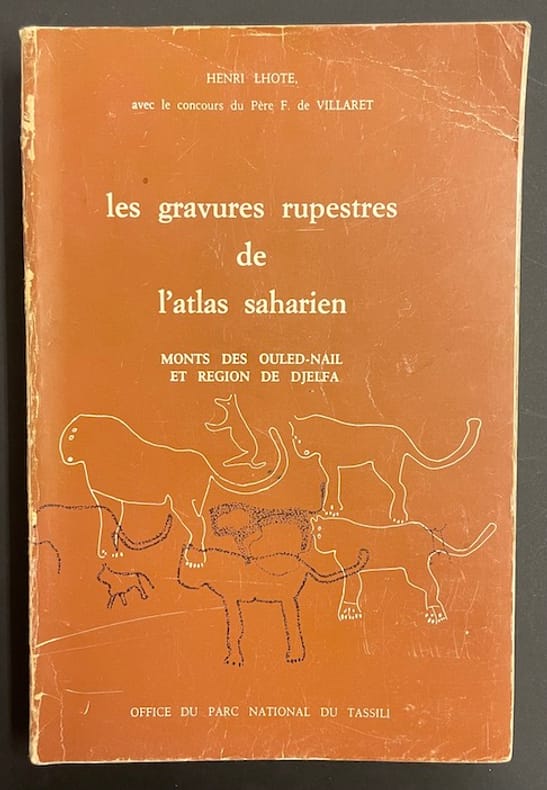 HENRI LHOTE,
avec le concours du Père F. de VILLARET
les gravures rupestres
de
l'atlas saharien
MONTS DES OULED-NAIL
ET REGION DE DJELFA
OFFICE DU PARC NATIONAL DU TASSILI